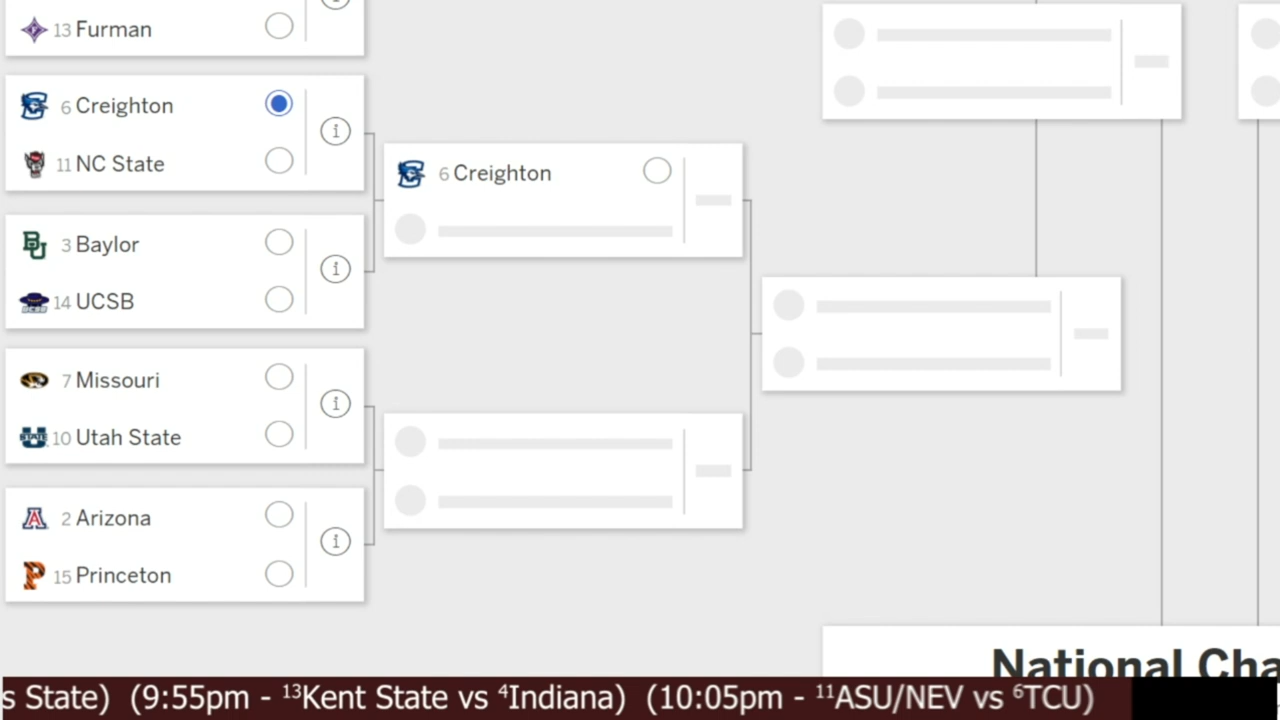 13 Furman
6 Creighton
11 NC State
3 Baylor
14 UCSB
7 Missouri
10 Utah State
2 Arizona
15 Princeton
6 Creighton
National Cha
s State) (9:55pm - ¹³Kent State vs ⁴Indiana) (10:05pm - ¹¹ASU/NEV vs ⁶TCU)